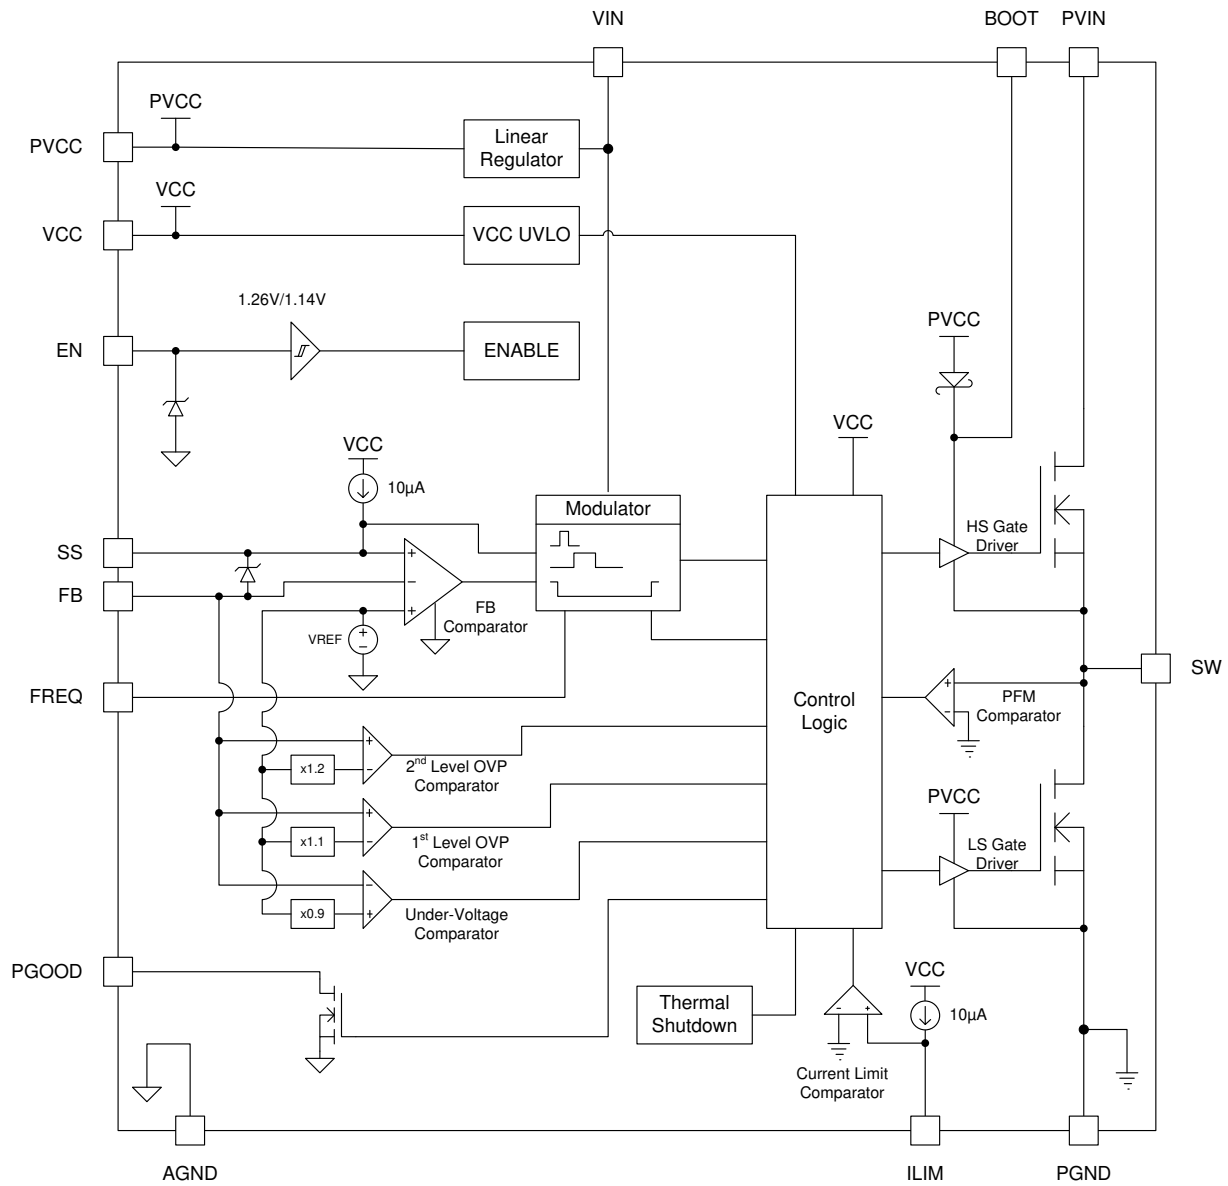 VIN
BOOT
PVIN
PVCC
PVCC
Linear
Regulator
VCC
VCC
VCC UVLO
1.26V/1.14V
EN
ENABLE
PVCC
VCC
10µA
VCC
Modulator
SS
HS Gate
Driver
FB
FB
Comparator
VREF
+
−
FREQ
Control
Logic
PFM
Comparator
SW
x1.2
2nd Level OVP
Comparator
PVCC
x1.1
1st Level OVP
Comparator
LS Gate
Driver
x0.9
Under-Voltage
Comparator
PGOOD
VCC
Thermal
Shutdown
10µA
Current Limit
Comparator
AGND
ILIM
PGND